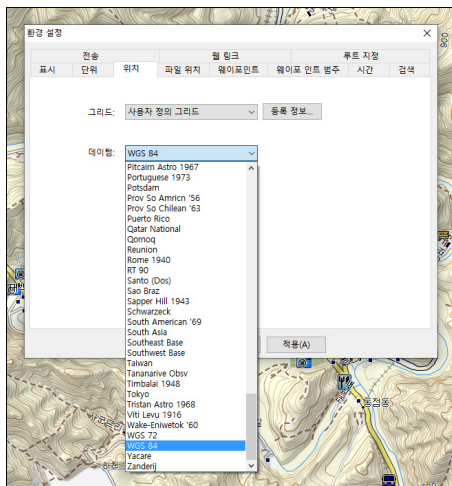 환경 설정
전송 웹 링크 루트 지정
표시 단위 위치 파일 위치 웨이포인트 웨이포 인트 범주 시간 검색
그리드: 사용자 정의 그리드 등록 정보...
데이텀: WGS 84
Pitcairn Astro 1967
Portuguese 1973
Potsdam
Prov So Amricn '56
Prov So Chilean '63
Puerto Rico
Qatar National
Qornoq
Reunion
Rome 1940
RT 90
Santo (Dos)
Sao Braz
Sapper Hill 1943
Schwarzeck
South American '69
South Asia
Southeast Base
Southwest Base
Taiwan
Tananarive Obsv
Timbalai 1948
Tokyo
Tristan Astro 1968
Viti Levu 1916
Wake-Eniwetok '60
WGS 72
WGS 84
Yacare
Zanderij
적용(A)
동점동
900